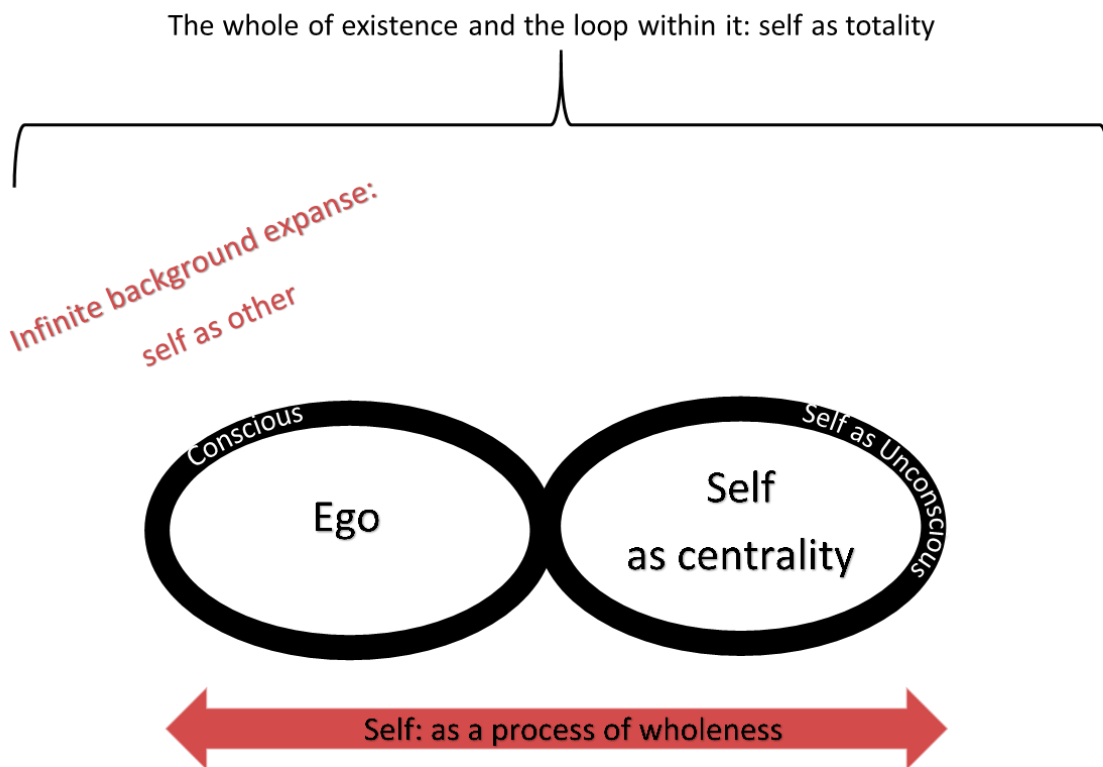 The whole of existence and the loop within it: self as totality
Infinite background expanse:
self as other
Conscious
Self as Unconscious
Ego
Self
as centrality
Self: as a process of wholeness